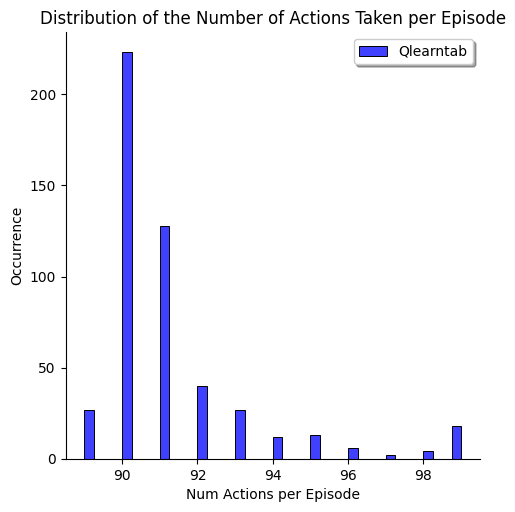 Distribution of the Number of Actions Taken per Episode
Qlearntab
200
150
100
50
0
Occurrence
90 92 94 96 98
Num Actions per Episode